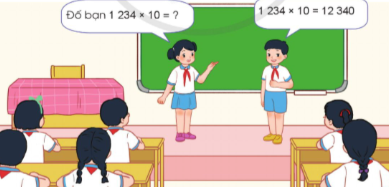 Đố bạn 1 234 × 10 = ?
1 234 × 10 = 12 340